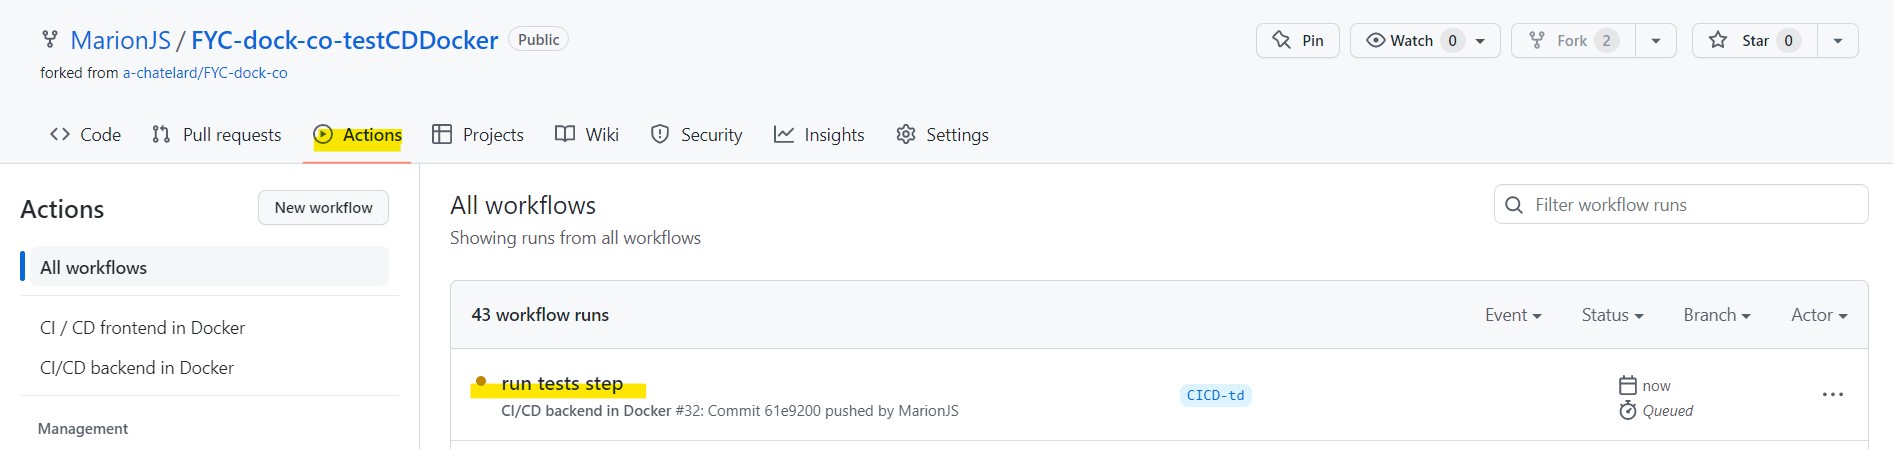 MarionJS / FYC-dock-co-testCDDocker Public
Pin Watch 0 Fork 2 Star 0
forked from a-chatelard/FYC-dock-co
Code Pull requests Actions Projects Wiki Security Insights Settings
Actions New workflow
All workflows
CI / CD frontend in Docker
CI/CD backend in Docker
Management
All workflows
Showing runs from all workflows
Filter workflow runs
43 workflow runs Event Status Branch Actor
run tests step
CI/CD backend in Docker #32: Commit 61e9200 pushed by MarionJS
CICD-td
now
Queued